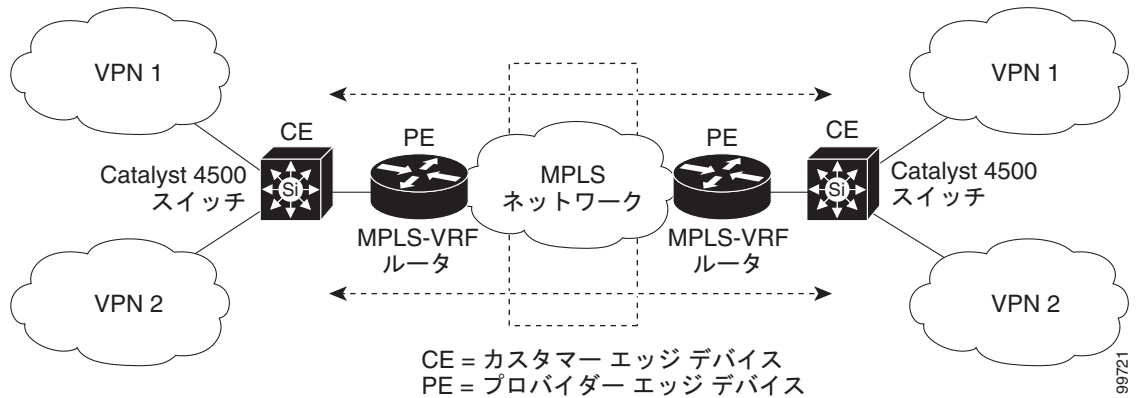 VPN 1
VPN 1
CE
PE
PE
CE
Catalyst 4500
スイッチ
Si
MPLS
ネットワーク
Si
Catalyst 4500
スイッチ
MPLS-VRF
ルータ
MPLS-VRF
ルータ
VPN 2
VPN 2
CE = カスタマー エッジ デバイス
PE = プロバイダー エッジ デバイス
99721